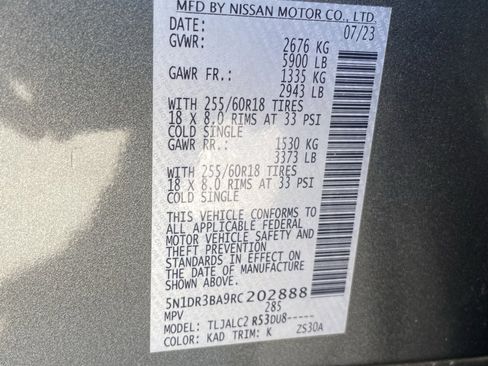 MFD BY NISSAN MOTOR CO., LTD.
DATE: 07/23
GVWR: 2676 KG
5900 LB
GAWR FR.: 1335 KG
2943 LB
WITH 255/60R18 TIRES
18 X 8.0 RIMS AT 33 PSI
COLD SINGLE
GAWR RR.: 1530 KG
3373 LB
WITH 255/60R18 TIRES
18 X 8.0 RIMS AT 33 PSI
COLD SINGLE
THIS VEHICLE CONFORMS TO
ALL APPLICABLE FEDERAL
MOTOR VEHICLE SAFETY AND
THEFT PREVENTION
STANDARDS IN EFFECT ON
THE DATE OF MANUFACTURE
SHOWN ABOVE.
5N1DR3BA9RC202888
MPV 285
MODEL: TLJALC2 R53DU8-----
COLOR: KAD TRIM: K ZS30A